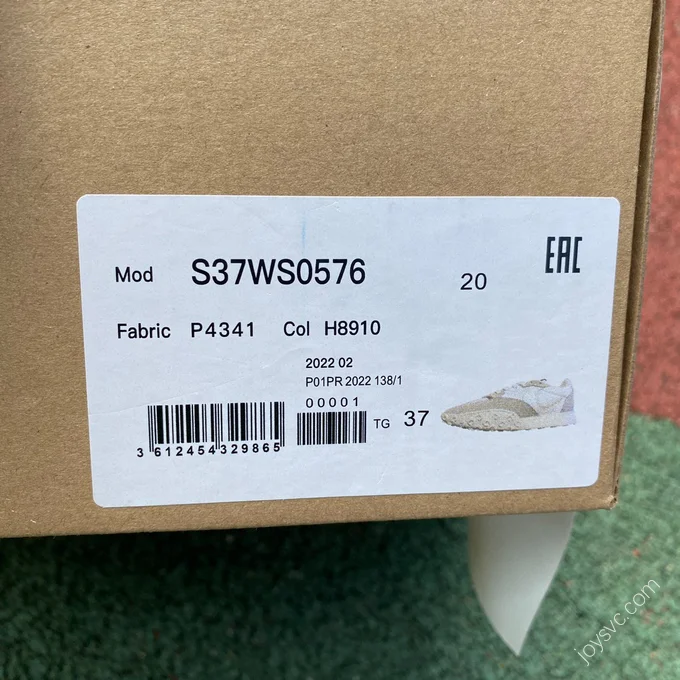 Mod S37WS0576 20 EAC
Fabric P4341 Col H8910
2022 02
P01PR 2022 138/1
00001
3 612454 329865
TG 37
joysvc.com